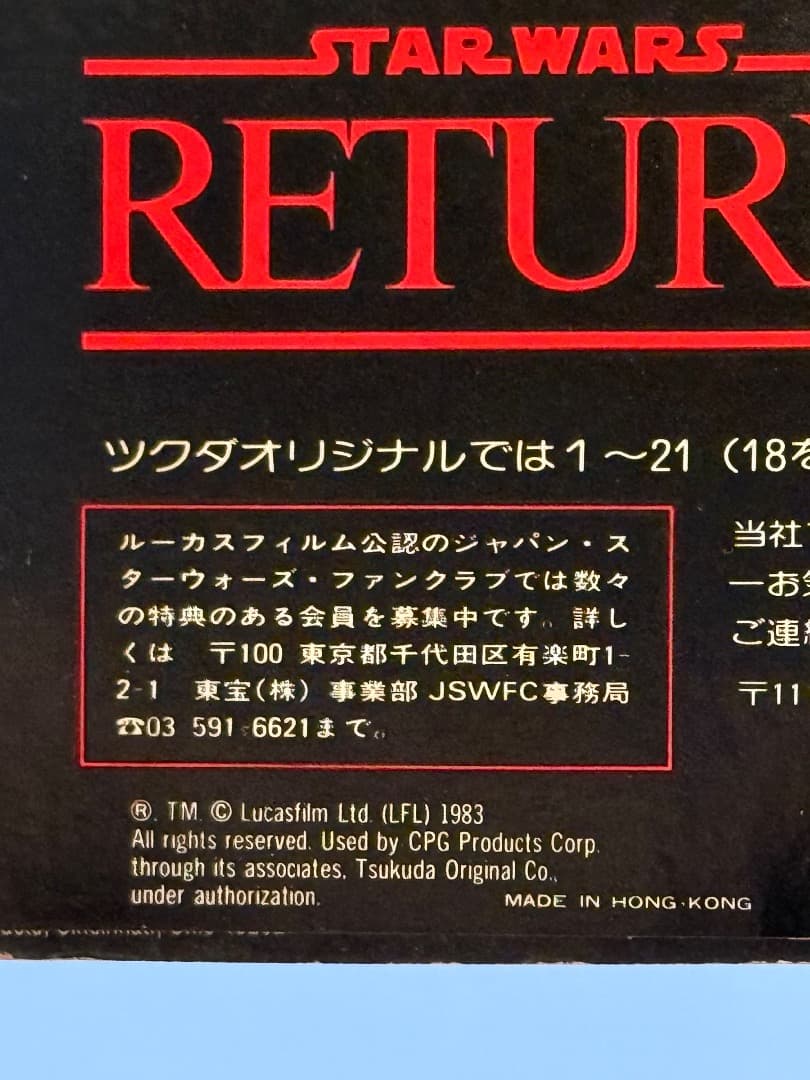 STAR WARS
RETUR
ツクダオリジナルでは1〜21(18を
ルーカスフィルム公認のジャパン・ス
ターウォーズ・ファンクラブでは数々
の特典のある会員を募集中です。詳し
くは 〒100 東京都千代田区有楽町1-
2-1 東宝(株) 事業部 JSWFC事務局
☎03 591-6621まで。
当社
一お
ご連絡
〒11
®. TM. © Lucasfilm Ltd. (LFL) 1983
All rights reserved. Used by CPG Products Corp.
through its associates, Tsukuda Original Co.,
under authorization.
MADE IN HONG·KONG